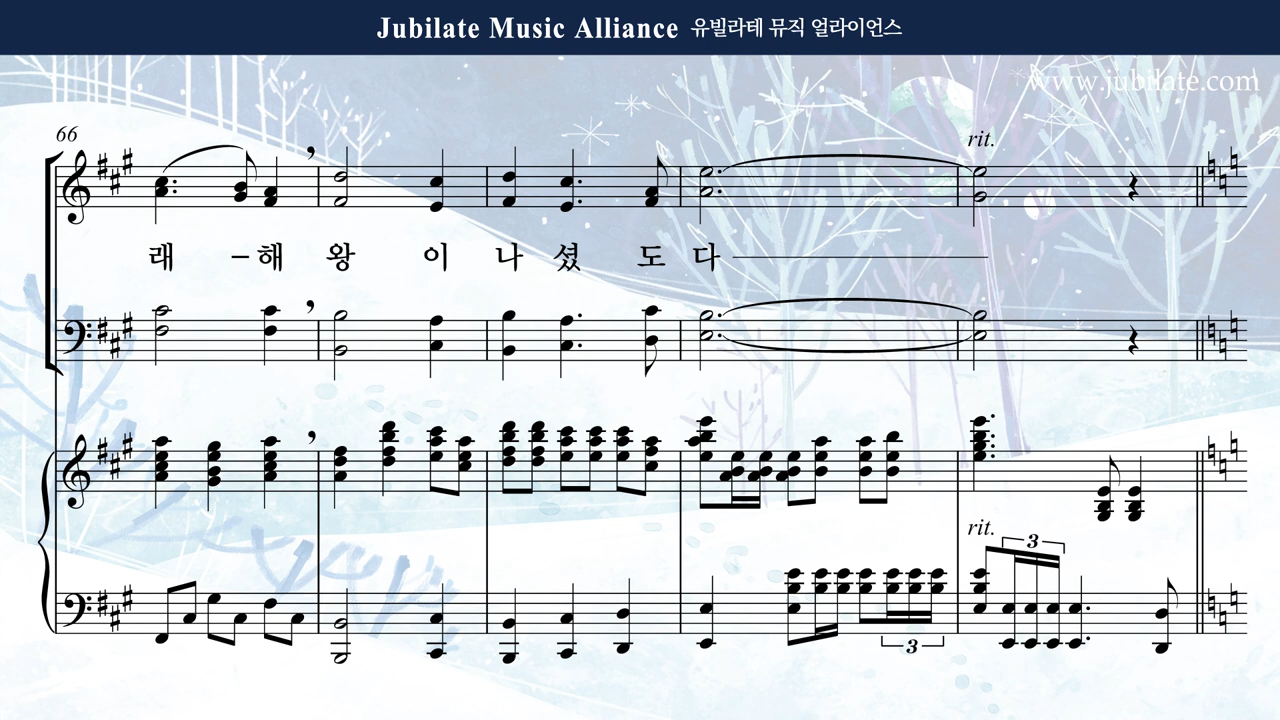 Jubilate Music Alliance 유빌라테 뮤직 얼라이언스
www.jubilate.com
66
rit.
래 - 해 왕 이 나 셨 도 다
rit.
3
3